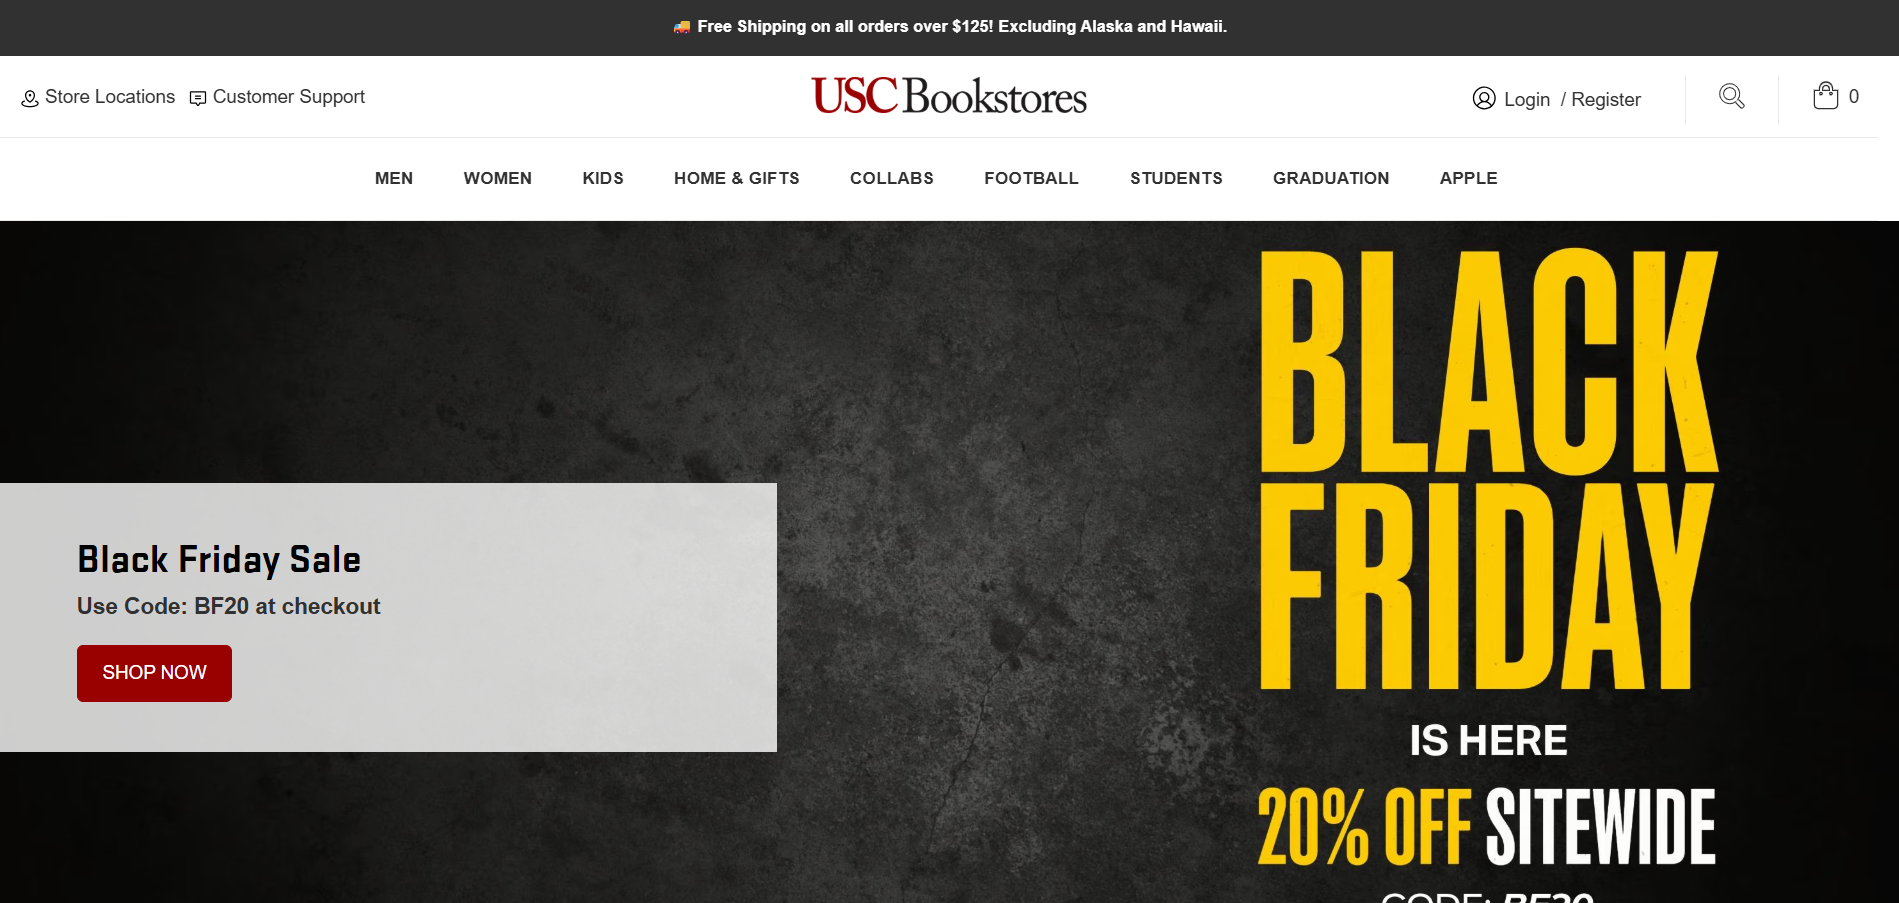 Free Shipping on all orders over $125! Excluding Alaska and Hawaii.
Store Locations
Customer Support
USC Bookstores
Login / Register
0
MEN
WOMEN
KIDS
HOME & GIFTS
COLLABS
FOOTBALL
STUDENTS
GRADUATION
APPLE
Black Friday Sale
Use Code: BF20 at checkout
SHOP NOW
BLACK
FRIDAY
IS HERE
20% OFF SITEWIDE
CODE: BF20